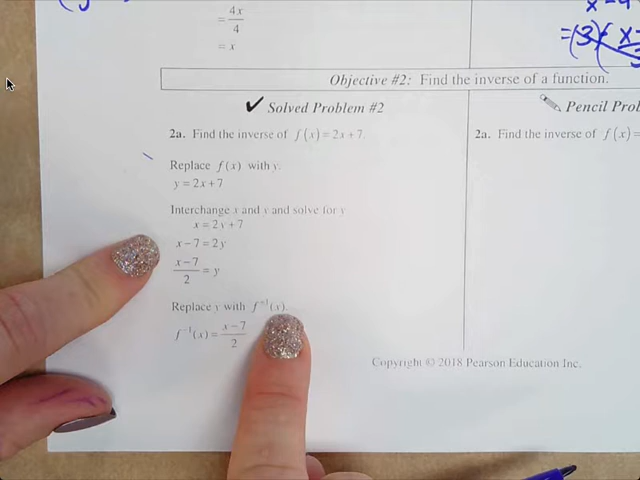 = 4x/4
= x
Objective #2: Find the inverse of a function.
✔ Solved Problem #2
2a. Find the inverse of f(x) = 2x + 7.
Replace f(x) with y.
y = 2x + 7
Interchange x and y and solve for y
x = 2y + 7
x − 7 = 2y
(x − 7)/2 = y
Replace y with f⁻¹(x).
f⁻¹(x) = (x − 7)/2
Pencil
2a. Find the inverse of f(x) =
Copyright © 2018 Pearson Education Inc.